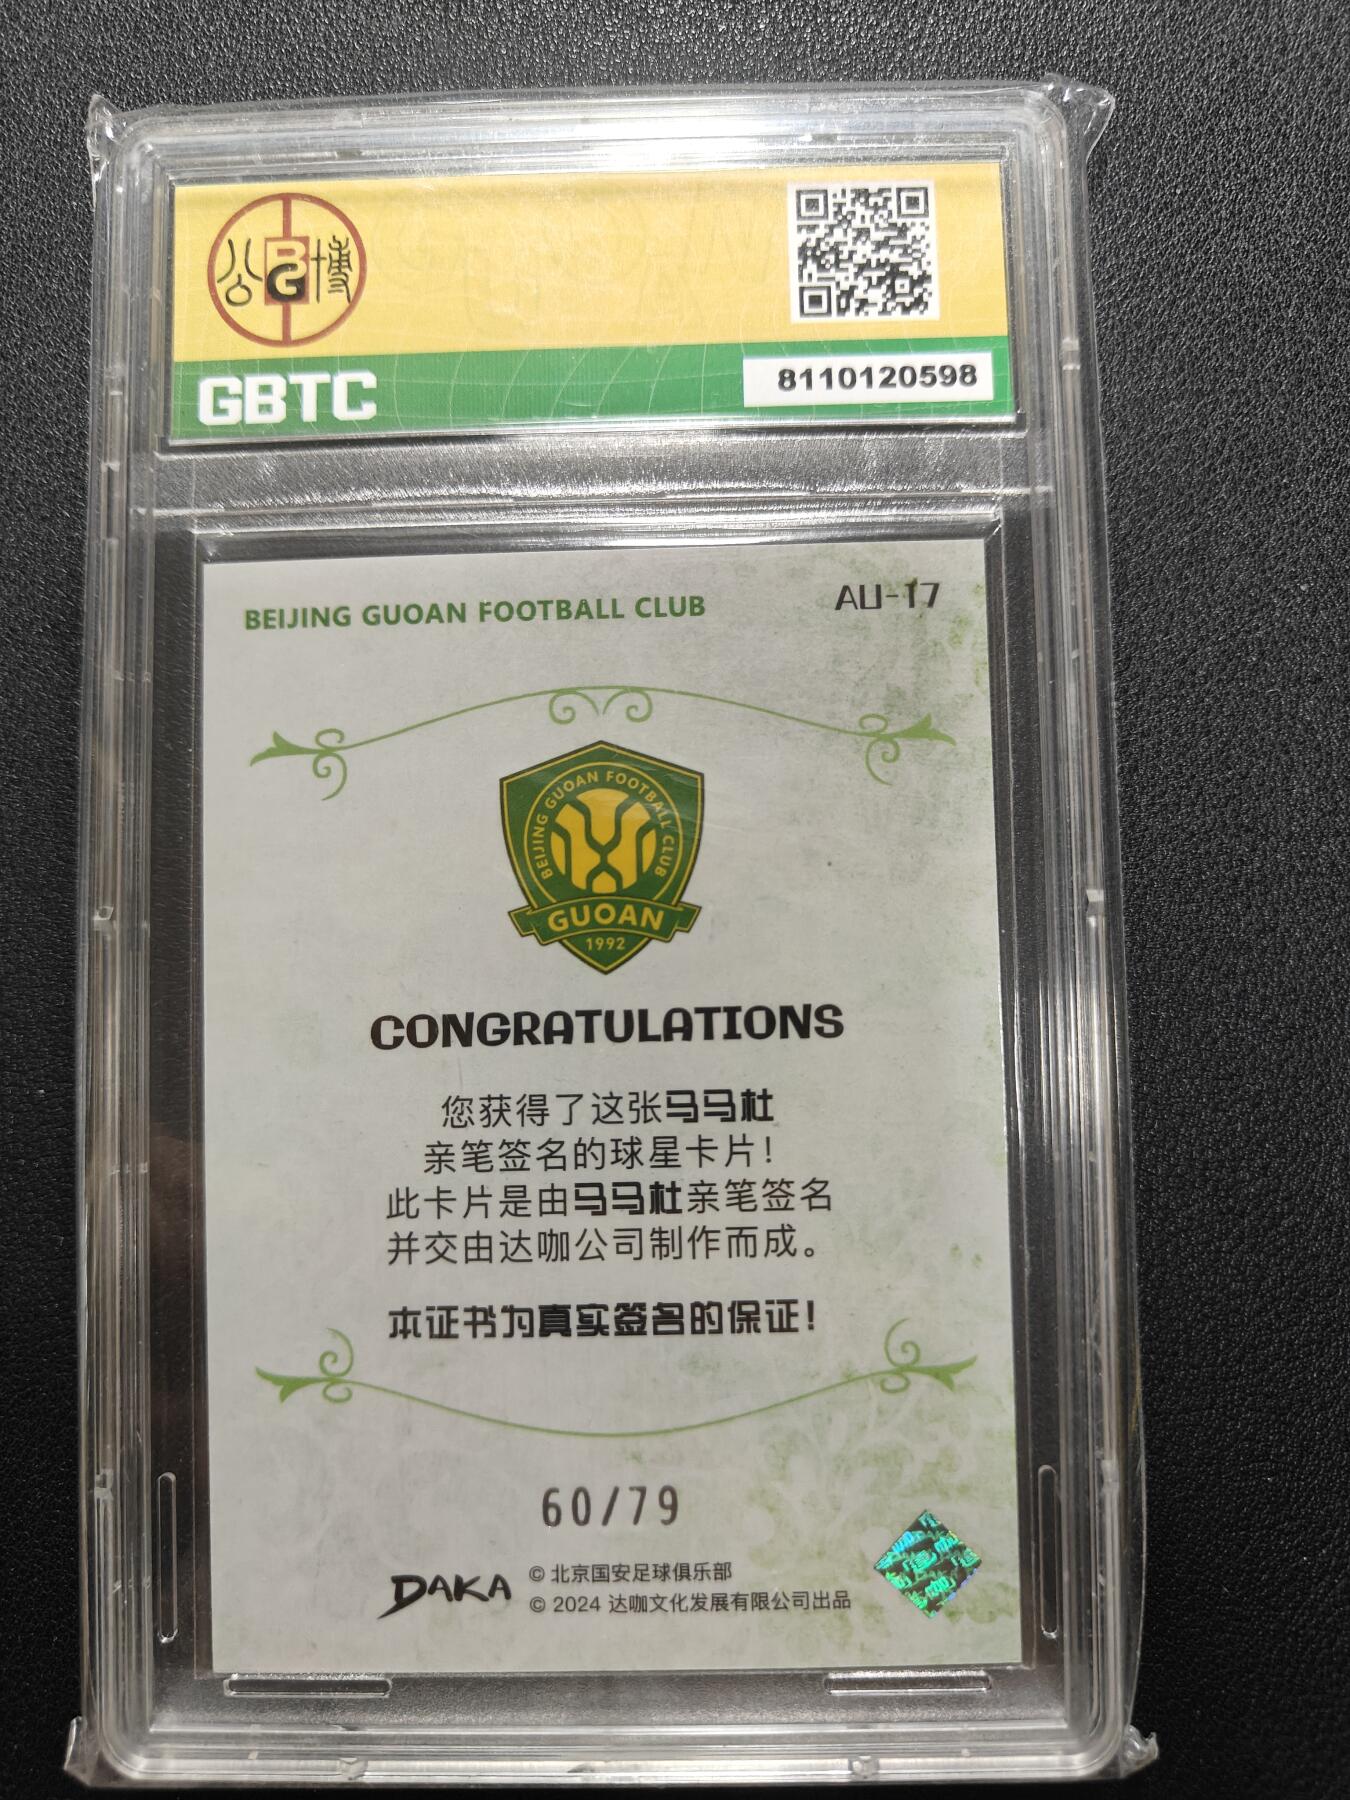 公 BG 博
GBTC
8110120598
BEIJING GUOAN FOOTBALL CLUB
AU-17
BEIJING GUOAN FOOTBALL CLUB
GUOAN
1992
CONGRATULATIONS
您获得了这张马马杜
亲笔签名的球星卡片!
此卡片是由马马杜亲笔签名
并交由达咖公司制作而成。
本证书为真实签名的保证!
60/79
DAKA
© 北京国安足球俱乐部
© 2024 达咖文化发展有限公司出品